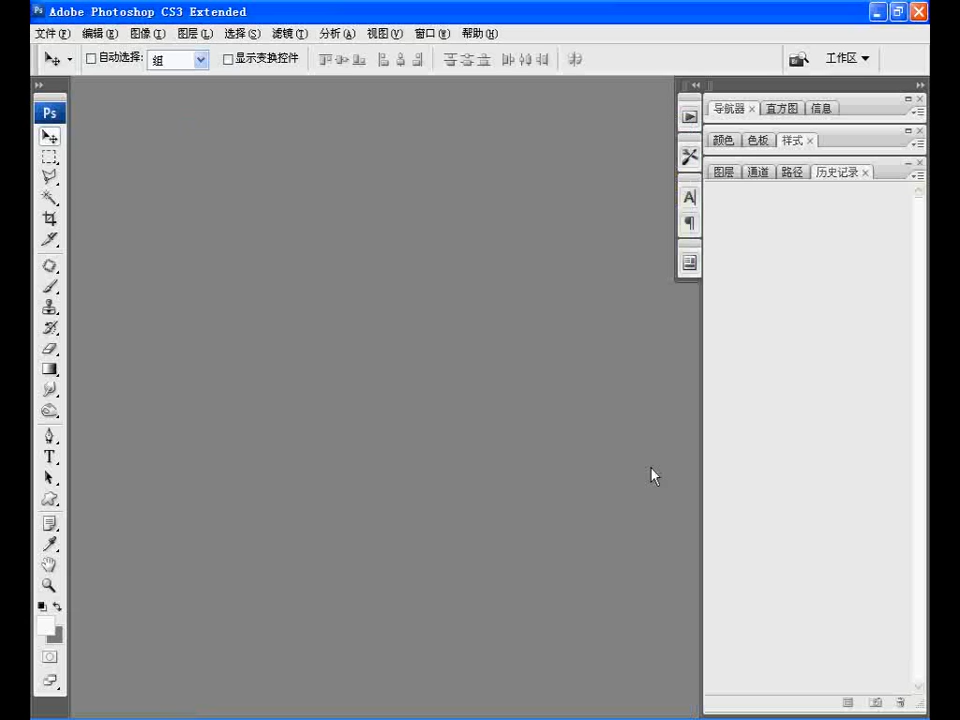 Adobe Photoshop CS3 Extended
文件(F) 编辑(E) 图像(I) 图层(L) 选择(S) 滤镜(T) 分析(A) 视图(V) 窗口(W) 帮助(H)
自动选择: 组 显示变换控件 工作区
Ps
导航器 直方图 信息
颜色 色板 样式
图层 通道 路径 历史记录